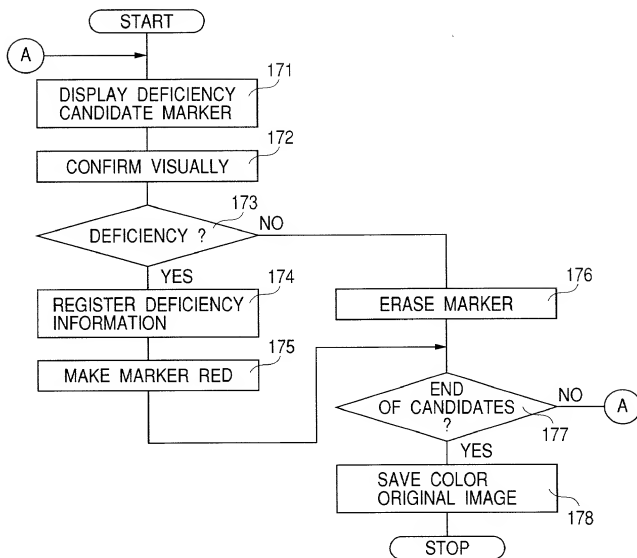 START
A
171
DISPLAY DEFICIENCY
CANDIDATE MARKER
172
CONFIRM VISUALLY
173
DEFICIENCY ?
NO
YES
174
REGISTER DEFICIENCY
INFORMATION
175
MAKE MARKER RED
176
ERASE MARKER
END
OF CANDIDATES
?
NO
A
177
YES
SAVE COLOR
ORIGINAL IMAGE
178
STOP